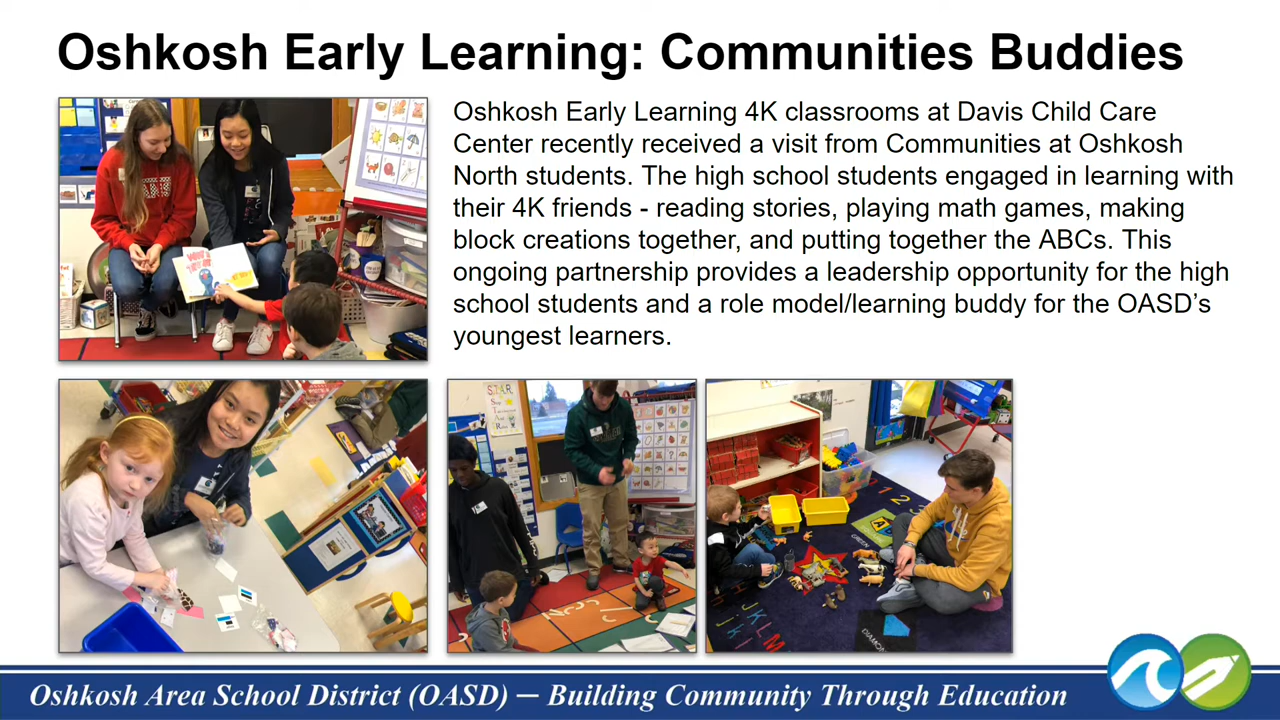 Oshkosh Early Learning: Communities Buddies
Oshkosh Early Learning 4K classrooms at Davis Child Care
Center recently received a visit from Communities at Oshkosh
North students. The high school students engaged in learning with
their 4K friends - reading stories, playing math games, making
block creations together, and putting together the ABCs. This
ongoing partnership provides a leadership opportunity for the high
school students and a role model/learning buddy for the OASD’s
youngest learners.
S.T.A.R.
GREEN
JKLM
DIAMO
Oshkosh Area School District (OASD) — Building Community Through Education